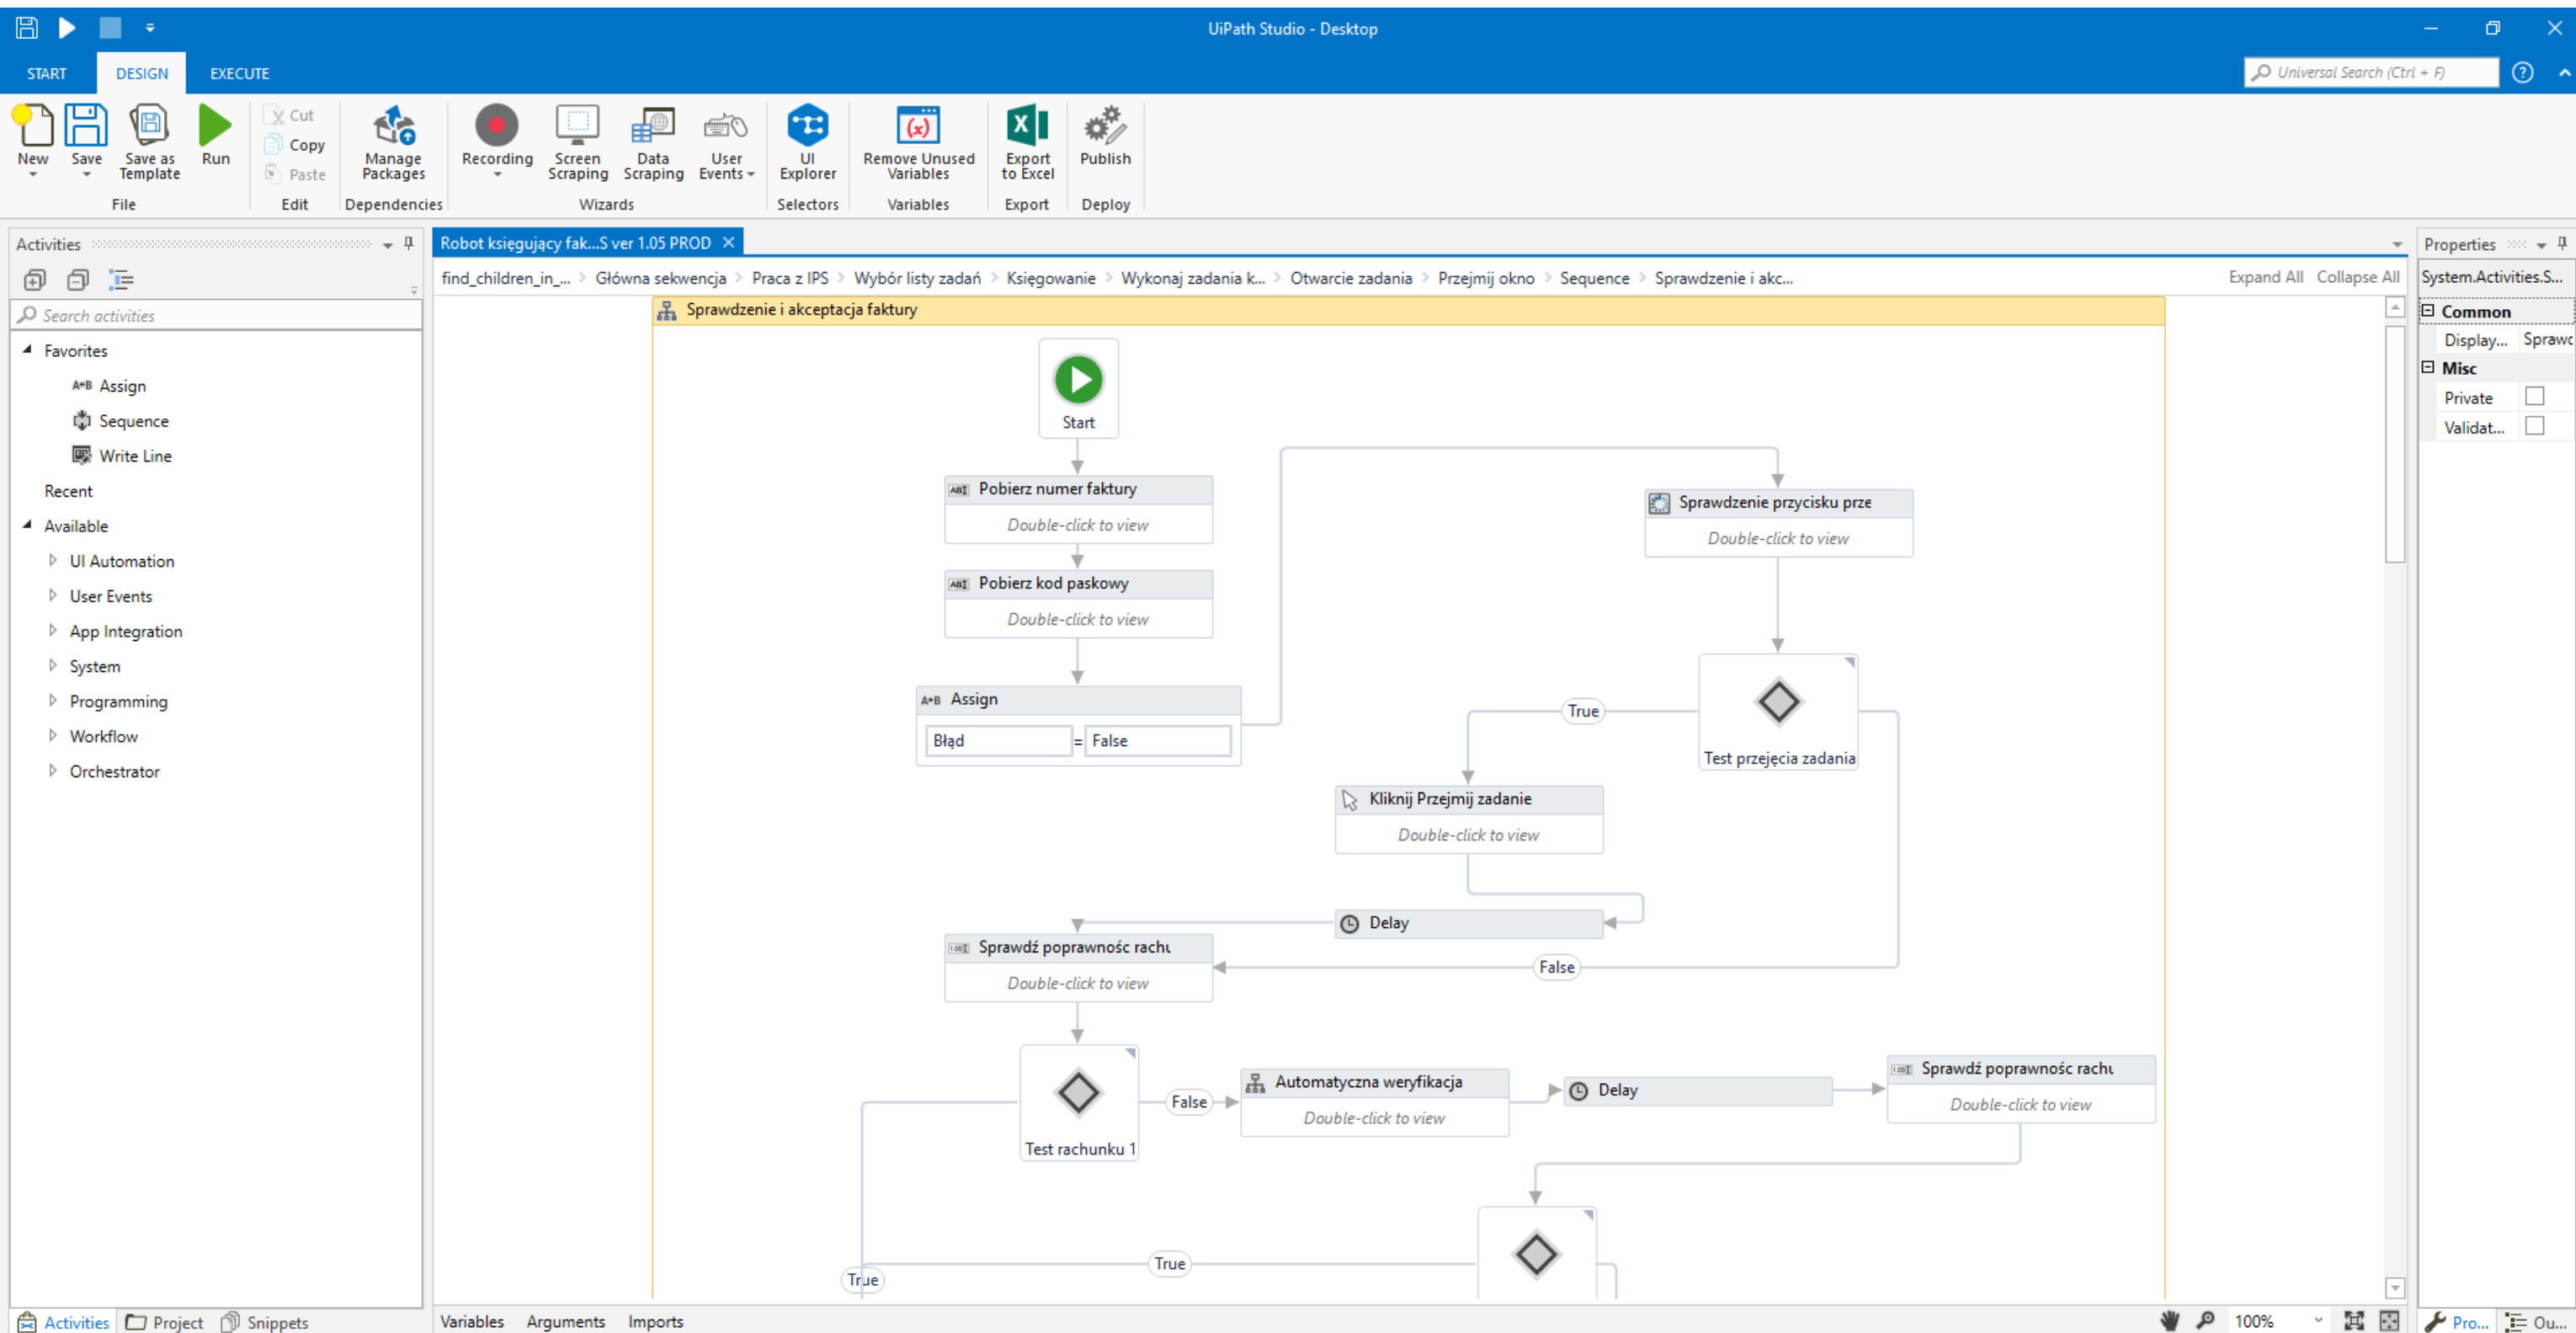 UiPath Studio - Desktop
START DESIGN EXECUTE
Universal Search (Ctrl + F)
New
Save
Save as Template
Run
Cut
Copy
Paste
Manage Packages
Recording
Screen Scraping
Data Scraping
User Events
UI Explorer
Remove Unused Variables
Export to Excel
Publish
File Edit Dependencies Wizards Selectors Variables Export Deploy
Activities
Search activities
Favorites
A+B Assign
Sequence
Write Line
Recent
Available
UI Automation
User Events
App Integration
System
Programming
Workflow
Orchestrator
Activities Project Snippets
Robot księgujący fak...S ver 1.05 PROD
find_children_in_... > Główna sekwencja > Praca z IPS > Wybór listy zadań > Księgowanie > Wykonaj zadania k... > Otwarcie zadania > Przejmij okno > Sequence > Sprawdzenie i akc...
Expand All Collapse All
Sprawdzenie i akceptacja faktury
Start
Pobierz numer faktury
Double-click to view
Pobierz kod paskowy
Double-click to view
A+B Assign
Błąd = False
Sprawdzenie przycisku prze
Double-click to view
Test przejęcia zadania
True
Kliknij Przejmij zadanie
Double-click to view
Delay
False
Sprawdź poprawnośc rachu
Double-click to view
Test rachunku 1
False
Automatyczna weryfikacja
Double-click to view
Delay
Sprawdź poprawnośc rachu
Double-click to view
True
True
Variables Arguments Imports
100%
Properties
System.Activities.S...
Common
Display... Sprawd
Misc
Private
Validat...
Pro... Ou...